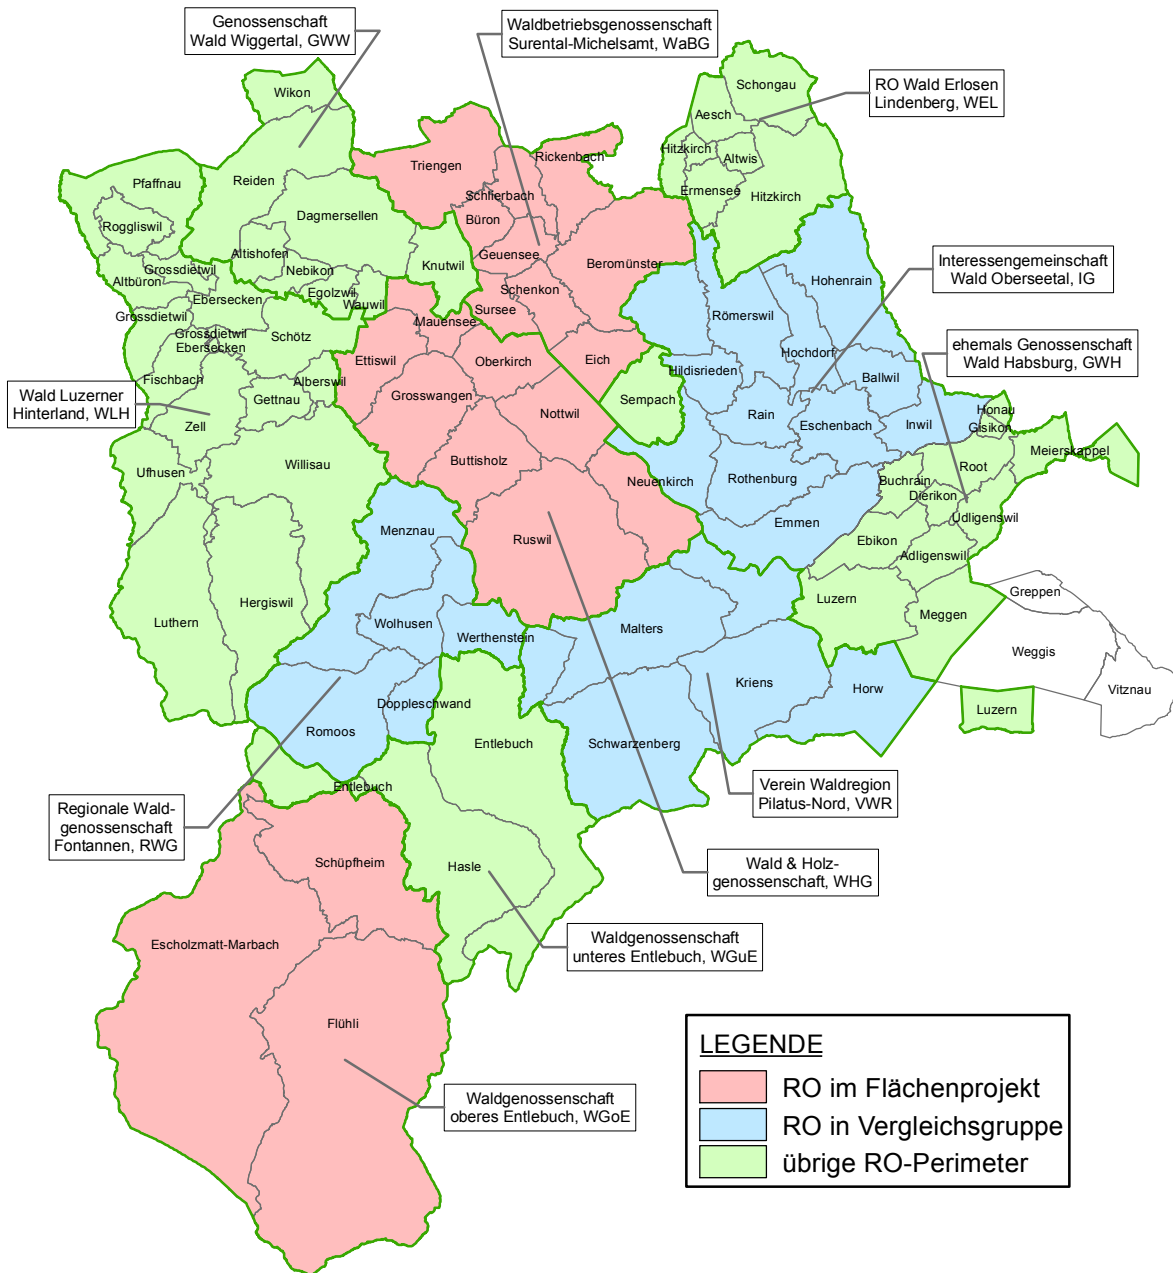 Genossenschaft
Wald Wiggertal, GWW
Waldbetriebsgenossenschaft
Surental-Michelsamt, WaBG
RO Wald Erlosen
Lindenberg, WEL
Interessengemeinschaft
Wald Oberseetal, IG
ehemals Genossenschaft
Wald Habsburg, GWH
Wald Luzerner
Hinterland, WLH
Wikon
Schongau
Aesch
Triengen
Rickenbach
Hitzkirch
Altwis
Pfaffnau
Reiden
Schlierbach
Ermensee
Hitzkirch
Dagmersellen
Büron
Roggliswil
Altishofen
Geuensee
Knutwil
Beromünster
Hohenrain
Grossdietwil
Nebikon
Altbüron
Schenkon
Egolzwil
Ebersecken
Wauwil
Sursee
Römerswil
Grossdietwil
Mauensee
Grossdietwil
Schötz
Ebersecken
Ettiswil
Oberkirch
Eich
Hochdorf
Hildisrieden
Ballwil
Fischbach
Alberswil
Gettnau
Grosswangen
Sempach
Nottwil
Rain
Eschenbach
Inwil
Honau
Gisikon
Zell
Meierskappel
Buttisholz
Ufhusen
Willisau
Root
Neuenkirch
Rothenburg
Buchrain
Dierikon
Udligenswil
Emmen
Menznau
Ruswil
Ebikon
Adligenswil
Greppen
Hergiswil
Luzern
Meggen
Luthern
Wolhusen
Werthenstein
Malters
Weggis
Kriens
Horw
Vitznau
Doppleschwand
Luzern
Romoos
Entlebuch
Schwarzenberg
Entlebuch
Verein Waldregion
Pilatus-Nord, VWR
Regionale Wald-
genossenschaft
Fontannen, RWG
Schüpfheim
Hasle
Wald & Holz-
genossenschaft, WHG
Escholzmatt-Marbach
Waldgenossenschaft
unteres Entlebuch, WGuE
Flühli
Waldgenossenschaft
oberes Entlebuch, WGoE
LEGENDE
RO im Flächenprojekt
RO in Vergleichsgruppe
übrige RO-Perimeter